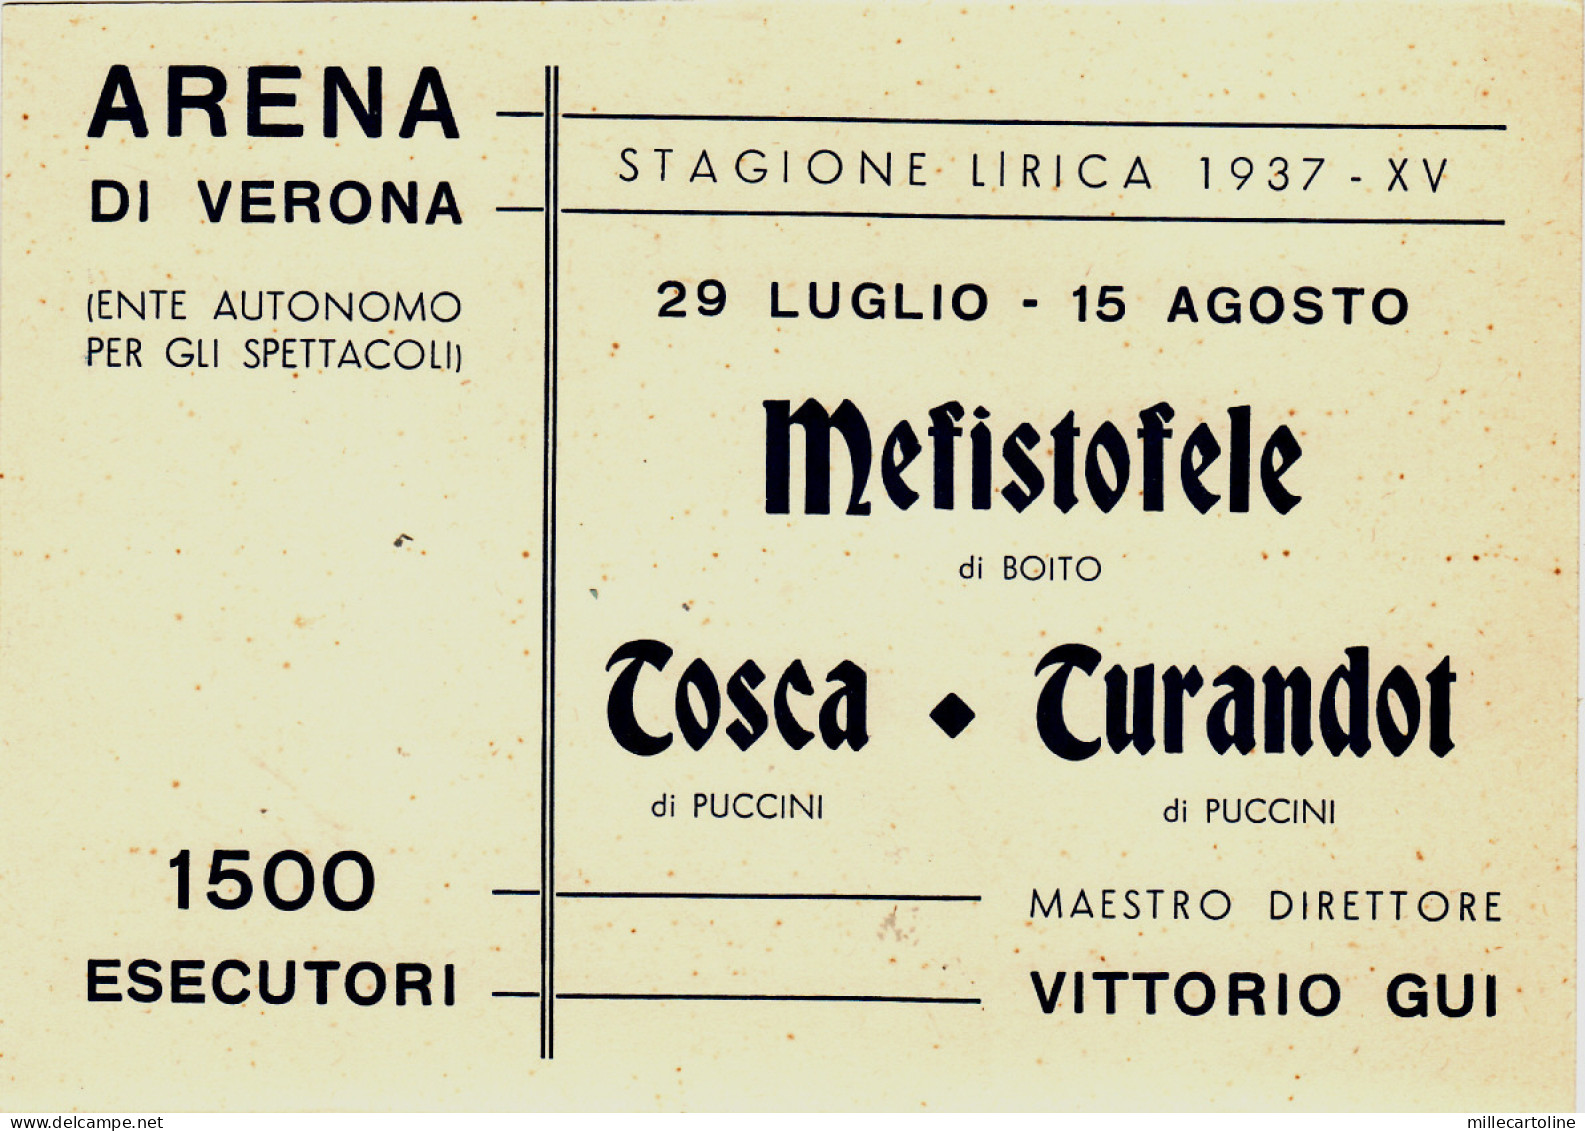 ARENA
DI VERONA
(ENTE AUTONOMO
PER GLI SPETTACOLI)
1500
ESECUTORI
STAGIONE LIRICA 1937 - XV
29 LUGLIO - 15 AGOSTO
Mefistofele
di BOITO
Tosca ◆ Turandot
di PUCCINI di PUCCINI
MAESTRO DIRETTORE
VITTORIO GUI
www.delcampe.net
millecartoline